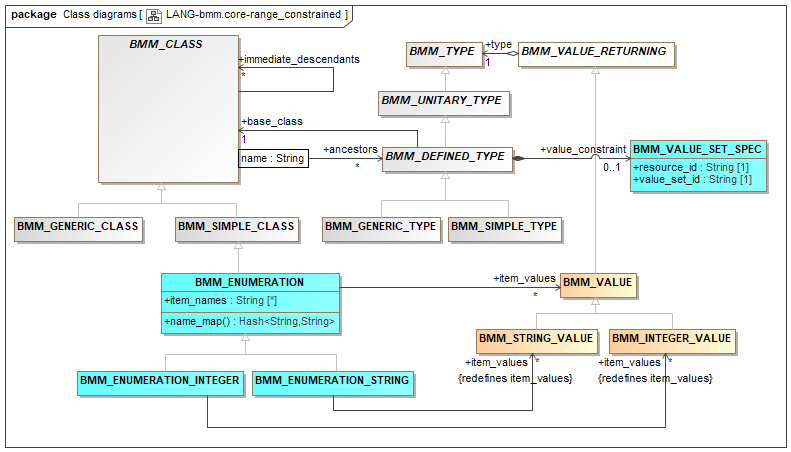 package Class diagrams [ LANG-bmm.core-range_constrained ]
BMM_CLASS
+immediate_descendants
*
BMM_TYPE
+type
1
BMM_VALUE_RETURNING
BMM_UNITARY_TYPE
+base_class
1
name : String
+ancestors
*
BMM_DEFINED_TYPE
+value_constraint
0..1
BMM_VALUE_SET_SPEC
+resource_id : String [1]
+value_set_id : String [1]
BMM_GENERIC_CLASS
BMM_SIMPLE_CLASS
BMM_GENERIC_TYPE
BMM_SIMPLE_TYPE
BMM_ENUMERATION
+item_names : String [*]
+name_map() : Hash<String,String>
+item_values
*
BMM_VALUE
BMM_STRING_VALUE
BMM_INTEGER_VALUE
+item_values *
{redefines item_values}
+item_values *
{redefines item_values}
BMM_ENUMERATION_INTEGER
BMM_ENUMERATION_STRING